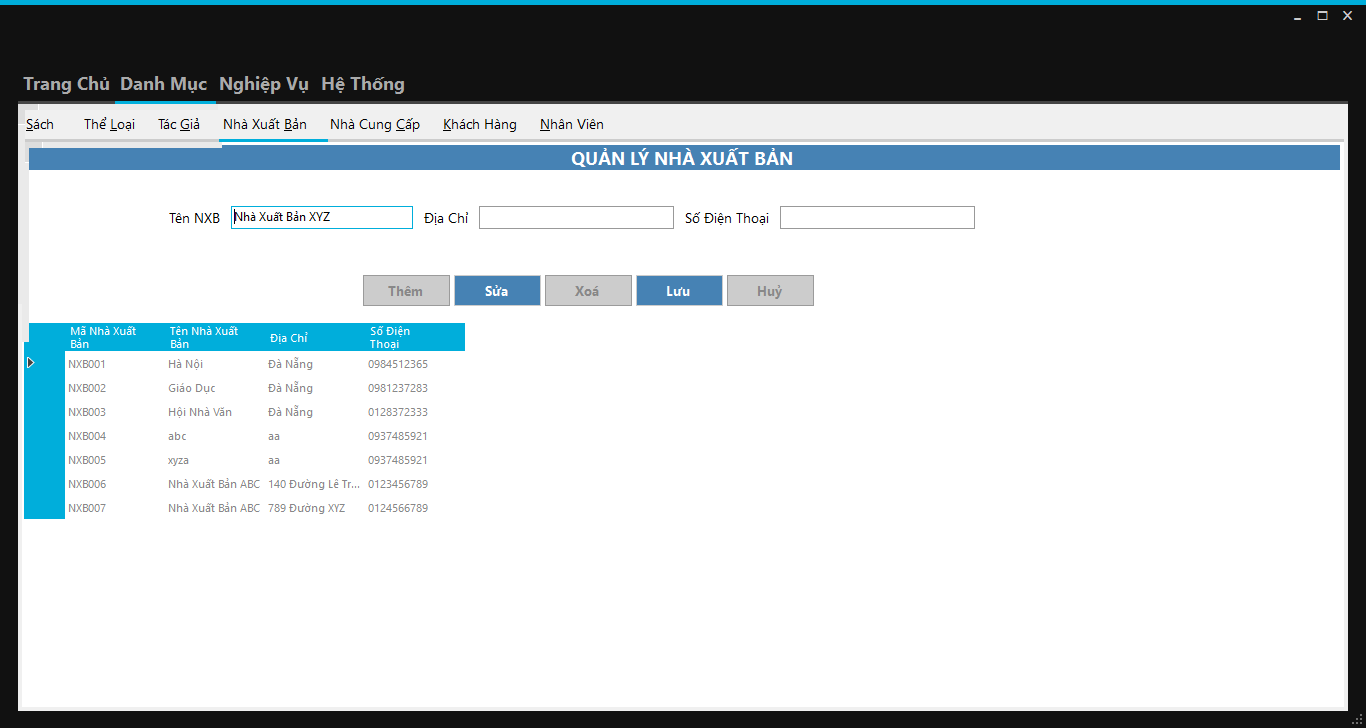 Trang Chủ Danh Mục Nghiệp Vụ Hệ Thống
Sách Thể Loại Tác Giả Nhà Xuất Bản Nhà Cung Cấp Khách Hàng Nhân Viên
QUẢN LÝ NHÀ XUẤT BẢN
Tên NXB Nhà Xuất Bản XYZ Địa Chỉ Số Điện Thoại
Thêm Sửa Xoá Lưu Huỷ
Mã Nhà Xuất Bản Tên Nhà Xuất Bản Địa Chỉ Số Điện Thoại
NXB001 Hà Nội Đà Nẵng 0984512365
NXB002 Giáo Dục Đà Nẵng 0981237283
NXB003 Hội Nhà Văn Đà Nẵng 0128372333
NXB004 abc aa 0937485921
NXB005 xyza aa 0937485921
NXB006 Nhà Xuất Bản ABC 140 Đường Lê Tr... 0123456789
NXB007 Nhà Xuất Bản ABC 789 Đường XYZ 0124566789